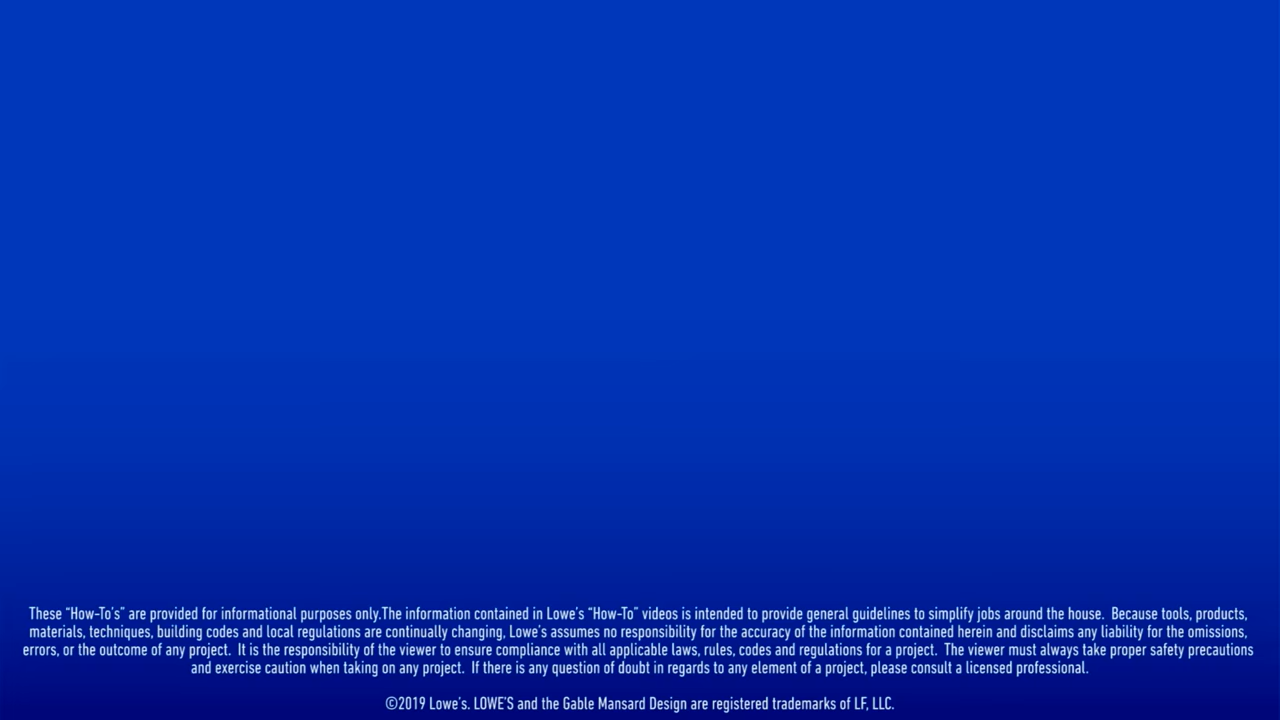 These “How-To’s” are provided for informational purposes only.The information contained in Lowe’s “How-To” videos is intended to provide general guidelines to simplify jobs around the house.  Because tools, products,
materials, techniques, building codes and local regulations are continually changing, Lowe’s assumes no responsibility for the accuracy of the information contained herein and disclaims any liability for the omissions,
errors, or the outcome of any project.  It is the responsibility of the viewer to ensure compliance with all applicable laws, rules, codes and regulations for a project.  The viewer must always take proper safety precautions
and exercise caution when taking on any project.  If there is any question of doubt in regards to any element of a project, please consult a licensed professional.
©2019 Lowe’s. LOWE’S and the Gable Mansard Design are registered trademarks of LF, LLC.